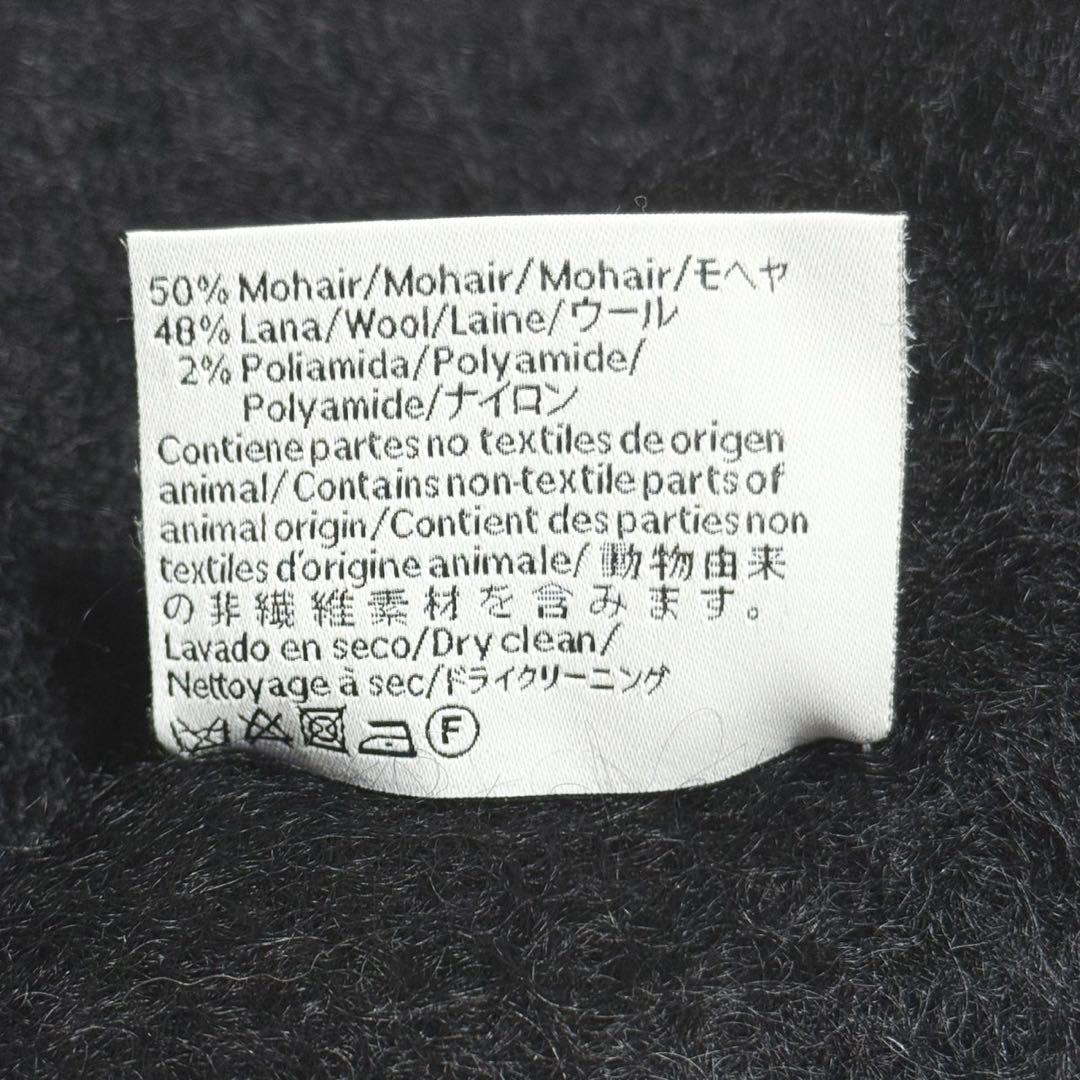 50% Mohair/Mohair/Mohair/モヘヤ
48% Lana/Wool/Laine/ウール
2% Poliamida/Polyamide/
Polyamide/ナイロン
Contiene partes no textiles de origen
animal/Contains non-textile parts of
animal origin/Contient des parties non
textiles d'origine animale/動物由来
の非繊維素材を含みます。
Lavado en seco/Dry clean/
Nettoyage à sec/ドライクリーニング
F